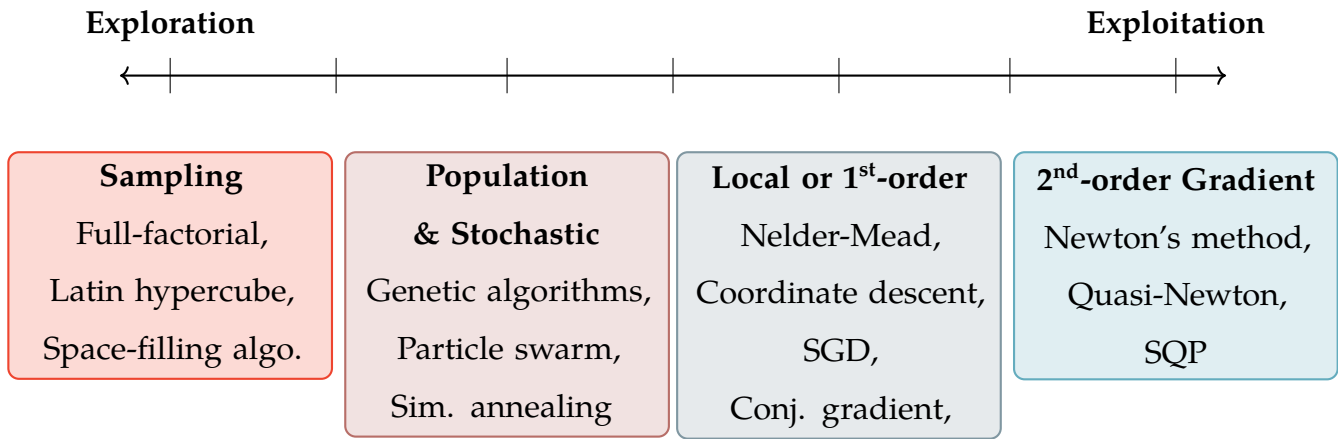 Exploration
Exploitation
Sampling
Full-factorial,
Latin hypercube,
Space-filling algo.
Population
& Stochastic
Genetic algorithms,
Particle swarm,
Sim. annealing
Local or 1st-order
Nelder-Mead,
Coordinate descent,
SGD,
Conj. gradient,
2nd-order Gradient
Newton's method,
Quasi-Newton,
SQP